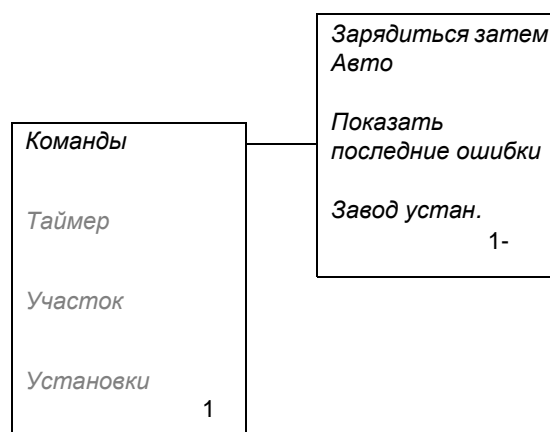 Зарядиться затем
Авто
Показать
последние ошибки
Завод устан.
1-
Команды
Таймер
Участок
Установки
1